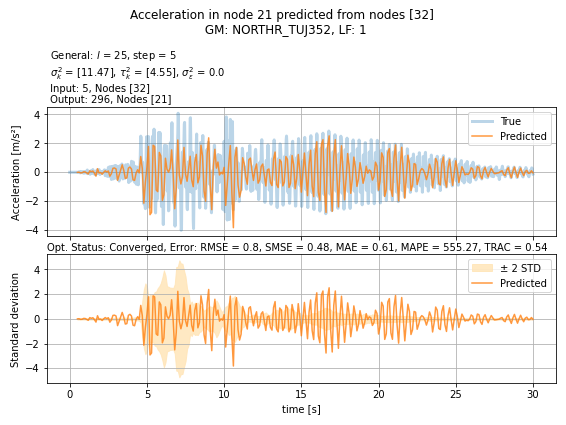 Acceleration in node 21 predicted from nodes [32]
GM: NORTHR_TUJ352, LF: 1
General: l = 25, step = 5
σ²ₖ = [11.47], τ²ₖ = [4.55], σ²ε = 0.0
Input: 5, Nodes [32]
Output: 296, Nodes [21]
Acceleration [m/s²]
4
2
0
−2
−4
True
Predicted
Opt. Status: Converged, Error: RMSE = 0.8, SMSE = 0.48, MAE = 0.61, MAPE = 555.27, TRAC = 0.54
Standard deviation
4
2
0
−2
−4
± 2 STD
Predicted
0 5 10 15 20 25 30
time [s]